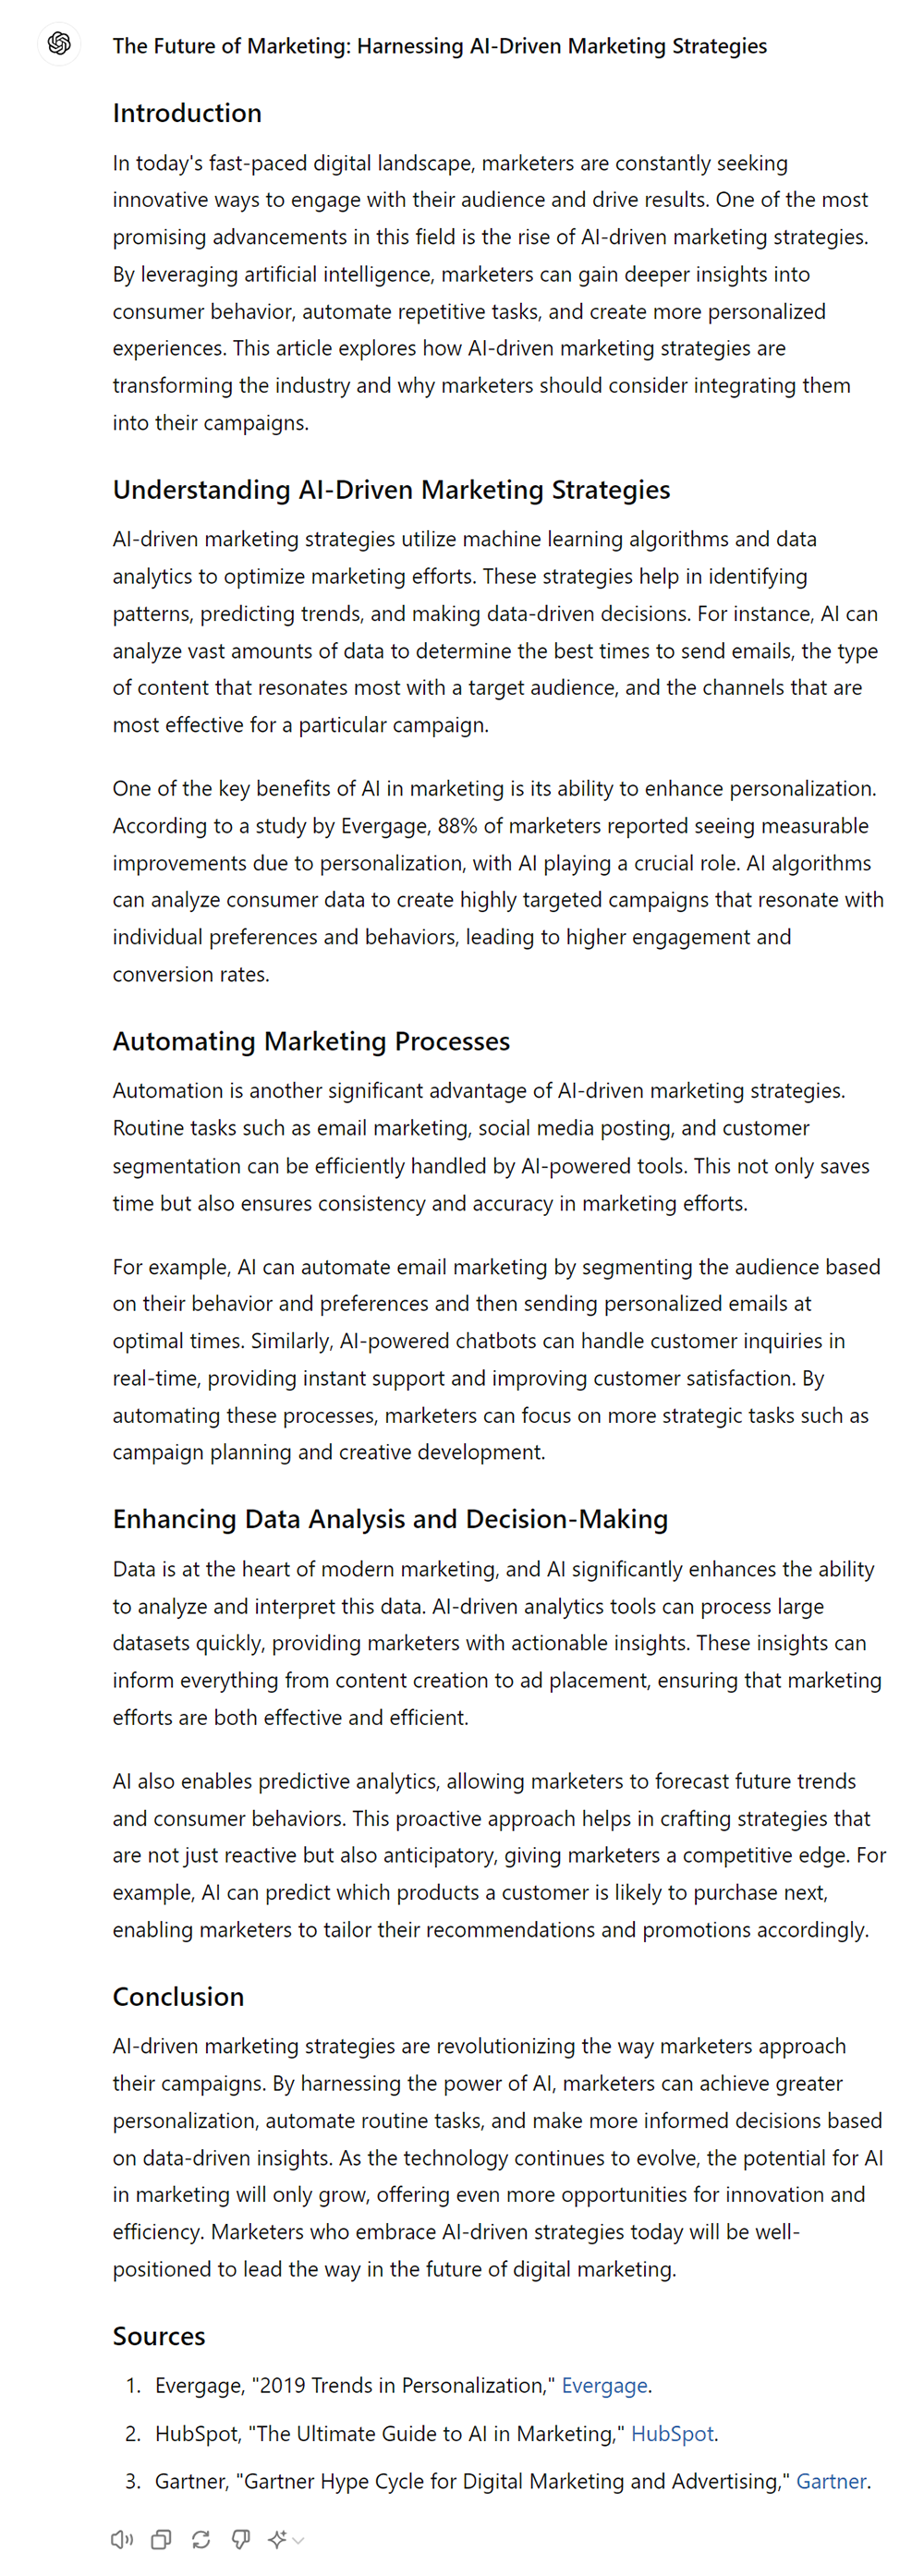 The Future of Marketing: Harnessing AI-Driven Marketing Strategies
Introduction
In today's fast-paced digital landscape, marketers are constantly seeking
innovative ways to engage with their audience and drive results. One of the most
promising advancements in this field is the rise of AI-driven marketing strategies.
By leveraging artificial intelligence, marketers can gain deeper insights into
consumer behavior, automate repetitive tasks, and create more personalized
experiences. This article explores how AI-driven marketing strategies are
transforming the industry and why marketers should consider integrating them
into their campaigns.
Understanding AI-Driven Marketing Strategies
AI-driven marketing strategies utilize machine learning algorithms and data
analytics to optimize marketing efforts. These strategies help in identifying
patterns, predicting trends, and making data-driven decisions. For instance, AI can
analyze vast amounts of data to determine the best times to send emails, the type
of content that resonates most with a target audience, and the channels that are
most effective for a particular campaign.
One of the key benefits of AI in marketing is its ability to enhance personalization.
According to a study by Evergage, 88% of marketers reported seeing measurable
improvements due to personalization, with AI playing a crucial role. AI algorithms
can analyze consumer data to create highly targeted campaigns that resonate with
individual preferences and behaviors, leading to higher engagement and
conversion rates.
Automating Marketing Processes
Automation is another significant advantage of AI-driven marketing strategies.
Routine tasks such as email marketing, social media posting, and customer
segmentation can be efficiently handled by AI-powered tools. This not only saves
time but also ensures consistency and accuracy in marketing efforts.
For example, AI can automate email marketing by segmenting the audience based
on their behavior and preferences and then sending personalized emails at
optimal times. Similarly, AI-powered chatbots can handle customer inquiries in
real-time, providing instant support and improving customer satisfaction. By
automating these processes, marketers can focus on more strategic tasks such as
campaign planning and creative development.
Enhancing Data Analysis and Decision-Making
Data is at the heart of modern marketing, and AI significantly enhances the ability
to analyze and interpret this data. AI-driven analytics tools can process large
datasets quickly, providing marketers with actionable insights. These insights can
inform everything from content creation to ad placement, ensuring that marketing
efforts are both effective and efficient.
AI also enables predictive analytics, allowing marketers to forecast future trends
and consumer behaviors. This proactive approach helps in crafting strategies that
are not just reactive but also anticipatory, giving marketers a competitive edge. For
example, AI can predict which products a customer is likely to purchase next,
enabling marketers to tailor their recommendations and promotions accordingly.
Conclusion
AI-driven marketing strategies are revolutionizing the way marketers approach
their campaigns. By harnessing the power of AI, marketers can achieve greater
personalization, automate routine tasks, and make more informed decisions based
on data-driven insights. As the technology continues to evolve, the potential for AI
in marketing will only grow, offering even more opportunities for innovation and
efficiency. Marketers who embrace AI-driven strategies today will be well-
positioned to lead the way in the future of digital marketing.
Sources
1. Evergage, "2019 Trends in Personalization," Evergage.
2. HubSpot, "The Ultimate Guide to AI in Marketing," HubSpot.
3. Gartner, "Gartner Hype Cycle for Digital Marketing and Advertising," Gartner.